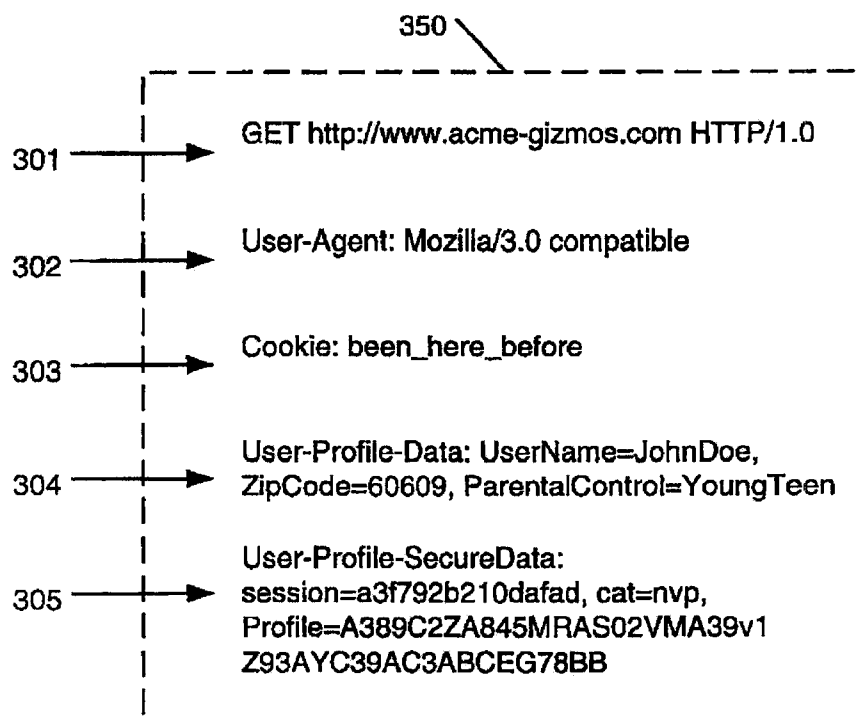 350
301
GET http://www.acme-gizmos.com HTTP/1.0
302
User-Agent: Mozilla/3.0 compatible
303
Cookie: been_here_before
304
User-Profile-Data: UserName=JohnDoe,
ZipCode=60609, ParentalControl=YoungTeen
305
User-Profile-SecureData:
session=a3f792b210dafad, cat=nvp,
Profile=A389C2ZA845MRAS02VMA39v1
Z93AYC39AC3ABCEG78BB